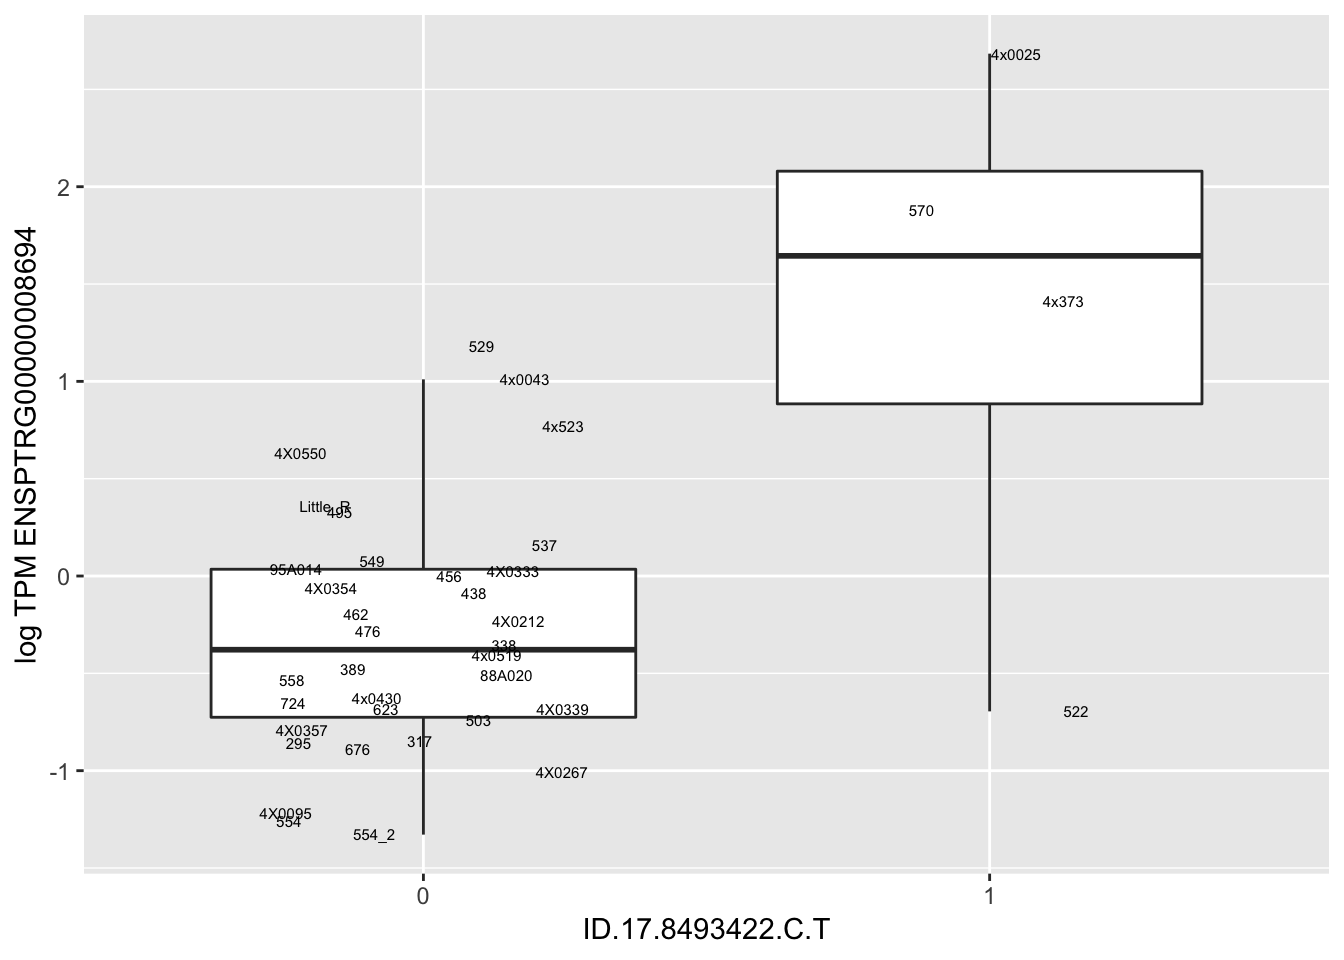 4x0025
2
570
4x373
529
1
4x0043
4x523
4X0550
Little_R
495
537
549
95A014
4X0333
0
456
4X0354
438
462
4X0212
476
338
4x0519
389
88A020
558
4x0430
724
623
4X0339
503
522
4X0357
317
295
676
-1
4X0267
4X0095
554
554_2
0
1
ID.17.8493422.C.T
log TPM ENSPTRG00000008694